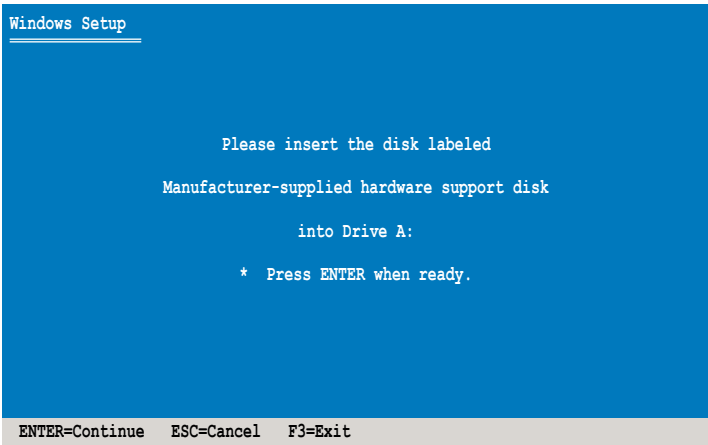 Windows Setup
Please insert the disk labeled
Manufacturer-supplied hardware support disk
into Drive A:
* Press ENTER when ready.
ENTER=Continue ESC=Cancel F3=Exit